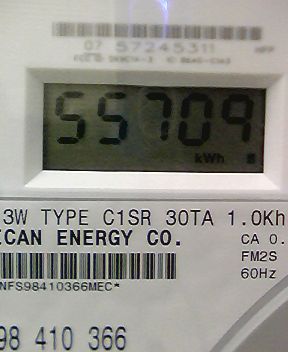 07 57245311
55709
kWh
3W TYPE C1SR 30TA 1.0Kh
ICAN ENERGY CO.
CA 0.
FM2S
60Hz
NFS98410366MEC*
98 410 366